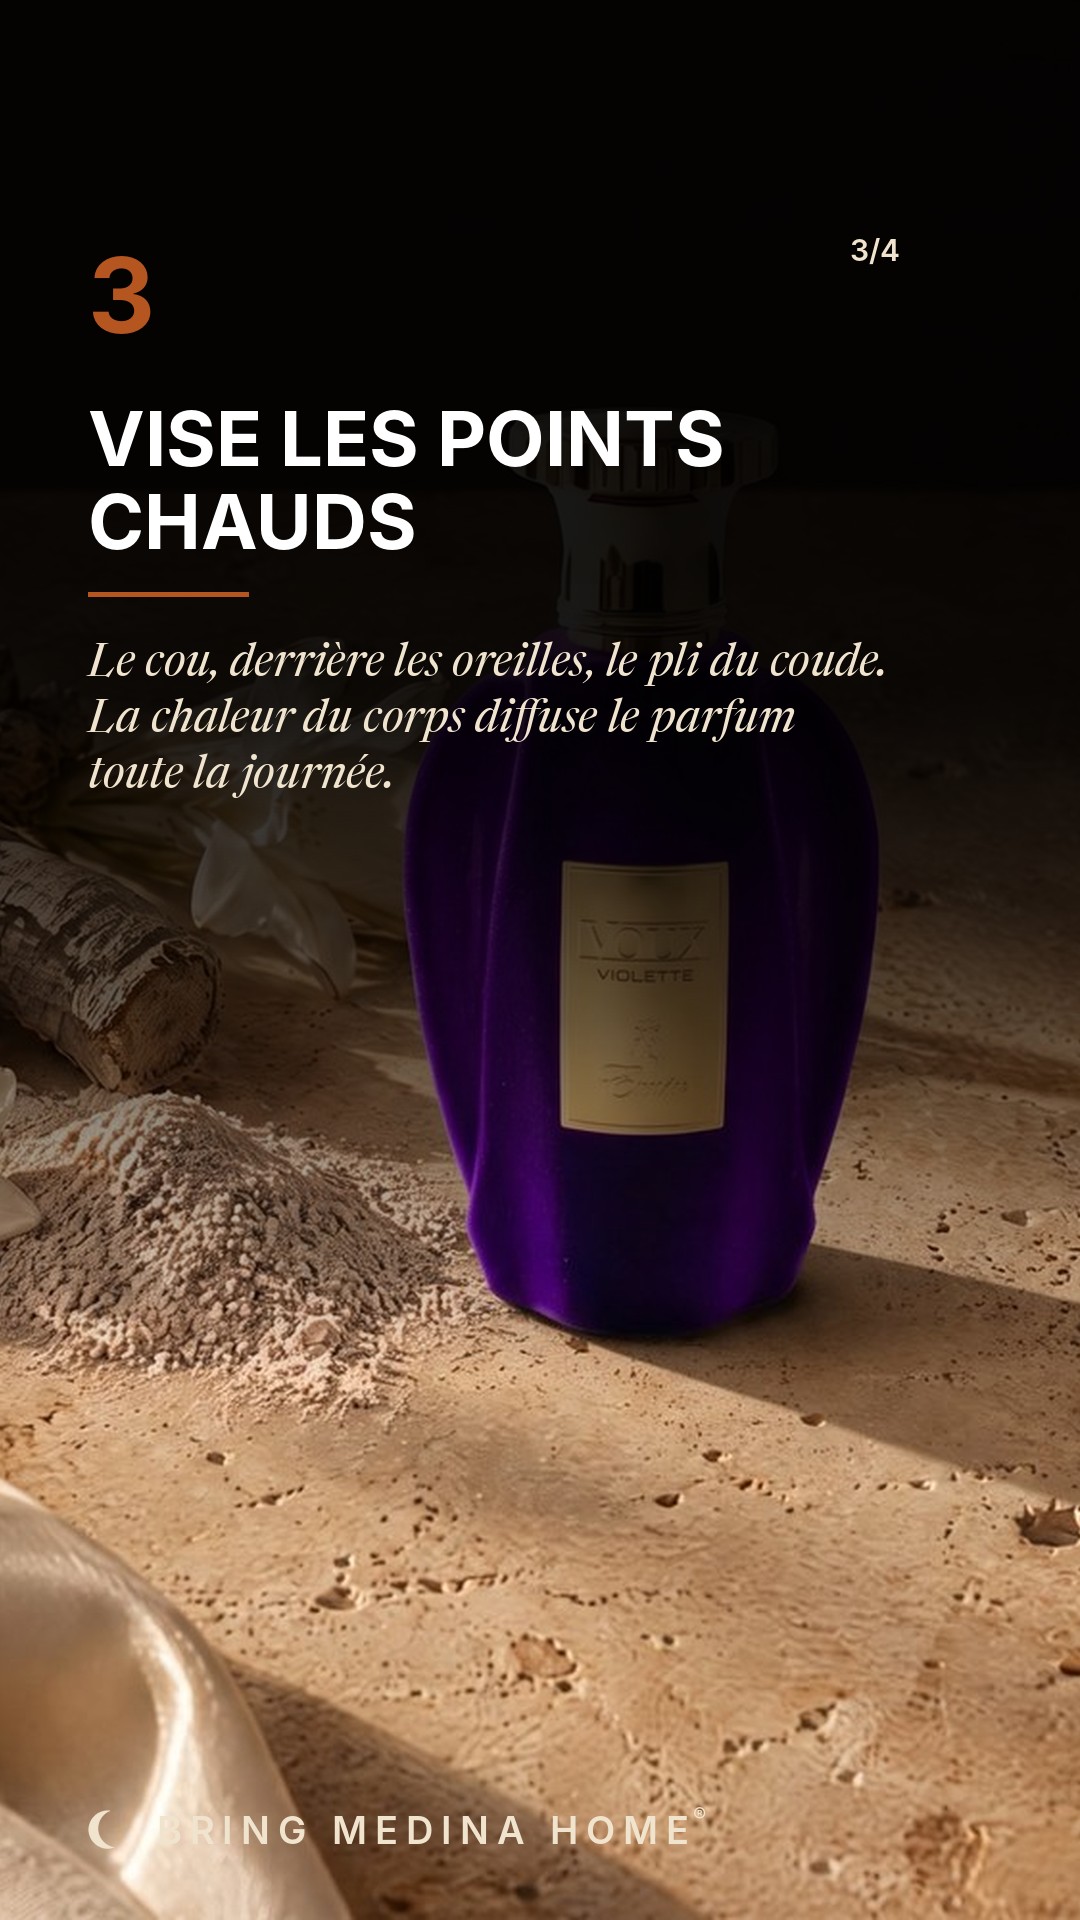 3/4
3
VISE LES POINTS
CHAUDS
Le cou, derrière les oreilles, le pli du coude.
La chaleur du corps diffuse le parfum
toute la journée.
VIOLETTE
BRING MEDINA HOME®